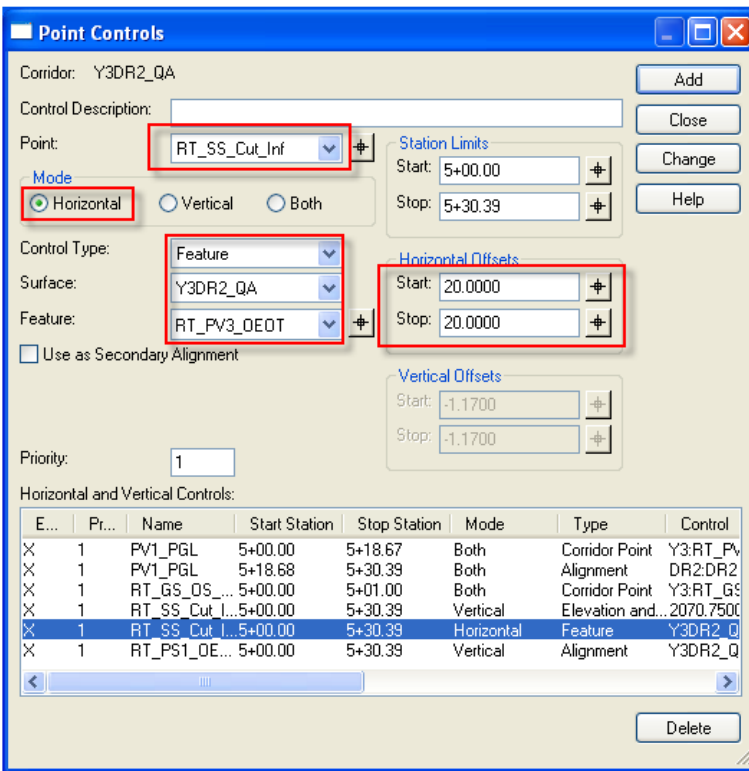 Point Controls
Corridor: Y3DR2_QA
Add
Control Description:
Close
Point: RT_SS_Cut_Inf
Station Limits
Start: 5+00.00
Change
Mode
Horizontal Vertical Both
Stop: 5+30.39
Help
Control Type: Feature
Horizontal Offsets
Surface: Y3DR2_QA
Start: 20.0000
Feature: RT_PV3_OEOT
Stop: 20.0000
Use as Secondary Alignment
Vertical Offsets
Start: -1.1700
Stop: -1.1700
Priority: 1
Horizontal and Vertical Controls:
E... Pr... Name Start Station Stop Station Mode Type Control
X 1 PV1_PGL 5+00.00 5+18.67 Both Corridor Point Y3:RT_PV
X 1 PV1_PGL 5+18.68 5+30.39 Both Alignment DR2:DR2
X 1 RT_GS_OS_... 5+00.00 5+01.00 Both Corridor Point Y3:RT_GS
X 1 RT_SS_Cut_I... 5+00.00 5+30.39 Vertical Elevation and... 2070.7500
X 1 RT_SS_Cut_I... 5+00.00 5+30.39 Horizontal Feature Y3DR2_Q
X 1 RT_PS1_OE... 5+00.00 5+30.39 Vertical Alignment Y3DR2_Q
Delete